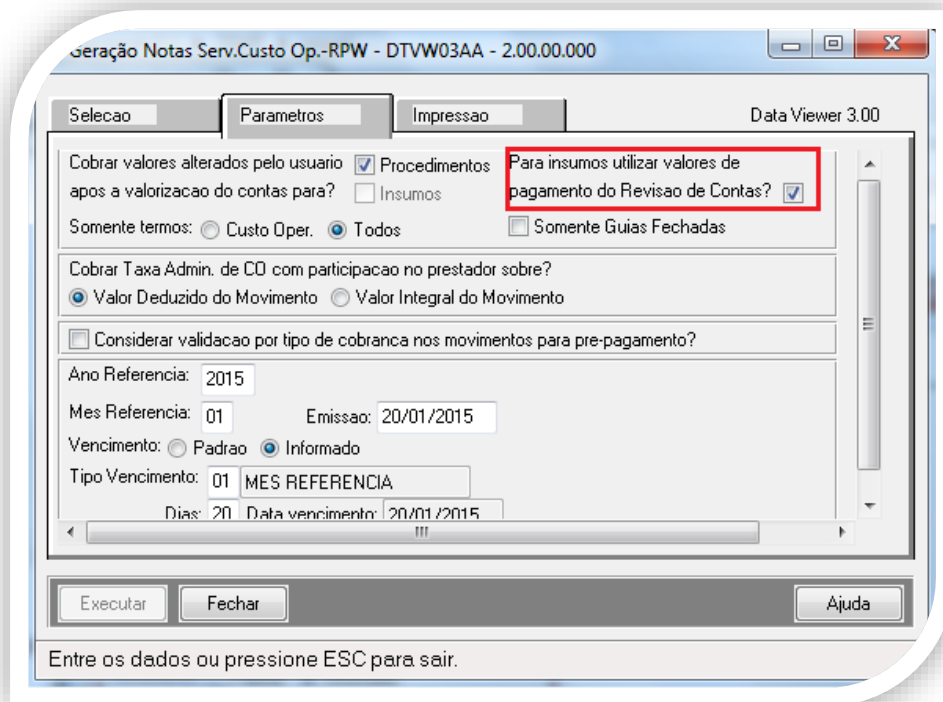 Geração Notas Serv.Custo Op.-RPW - DTVW03AA - 2.00.00.000
Selecao Parametros Impressao Data Viewer 3.00
Cobrar valores alterados pelo usuario Procedimentos Para insumos utilizar valores de
apos a valorizacao do contas para? Insumos pagamento do Revisao de Contas?
Somente termos: Custo Oper. Todos Somente Guias Fechadas
Cobrar Taxa Admin. de CO com participacao no prestador sobre?
Valor Deduzido do Movimento Valor Integral do Movimento
Considerar validacao por tipo de cobranca nos movimentos para pre-pagamento?
Ano Referencia: 2015
Mes Referencia: 01 Emissao: 20/01/2015
Vencimento: Padrao Informado
Tipo Vencimento: 01 MES REFERENCIA
Dias: 20 Data vencimento: 20/01/2015
Executar Fechar Ajuda
Entre os dados ou pressione ESC para sair.